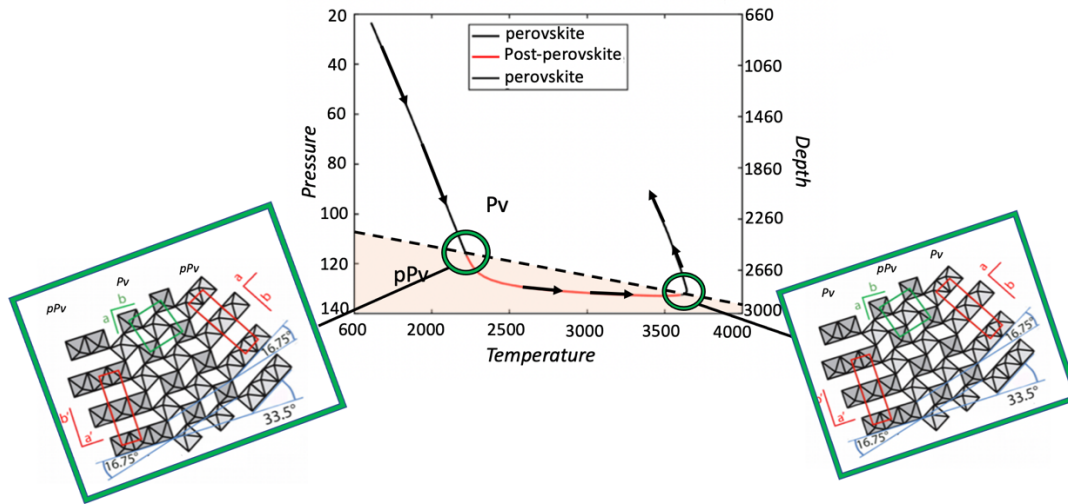 perovskite
Post-perovskite
perovskite
20
40
60
80
100
120
140
Pressure
660
1060
1460
1860
2260
2660
3000
Depth
600
2000
2500
3000
3500
4000
Temperature
Pv
pPv
pPv
Pv
pPv
a
b
b
a
b'
a'
16.75°
33.5°
16.75°
Pv
pPv
Pv
a
b
b
a
b'
a'
16.75°
33.5°
16.75°